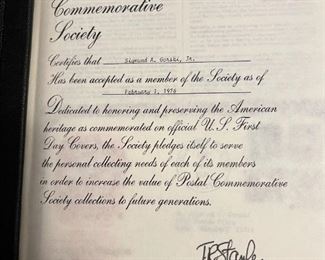 Commemorative
Society
Certifies that Sigmund A. Gorski, Jr.
Has been accepted as a member of the Society as of
February 1, 1976
Dedicated to honoring and preserving the American
heritage as commemorated on official U.S. First
Day Covers, the Society pledges itself to serve
the personal collecting needs of each of its members
in order to increase the value of Postal Commemorative
Society collections to future generations.